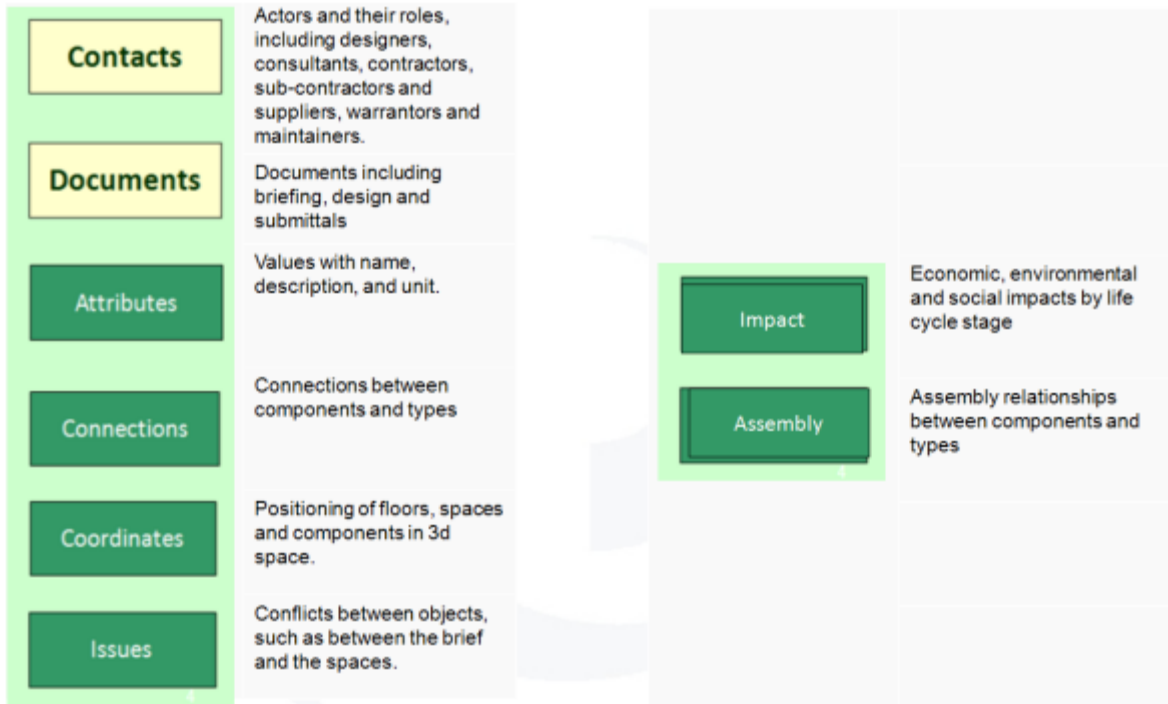 Contacts
Actors and their roles,
including designers,
consultants, contractors,
sub-contractors and
suppliers, warrantors and
maintainers.
Documents
Documents including
briefing, design and
submittals
Attributes
Values with name,
description, and unit.
Connections
Connections between
components and types
Coordinates
Positioning of floors, spaces
and components in 3d
space.
Issues
Conflicts between objects,
such as between the brief
and the spaces.
4
Impact
Economic, environmental
and social impacts by life
cycle stage
Assembly
Assembly relationships
between components and
types
4